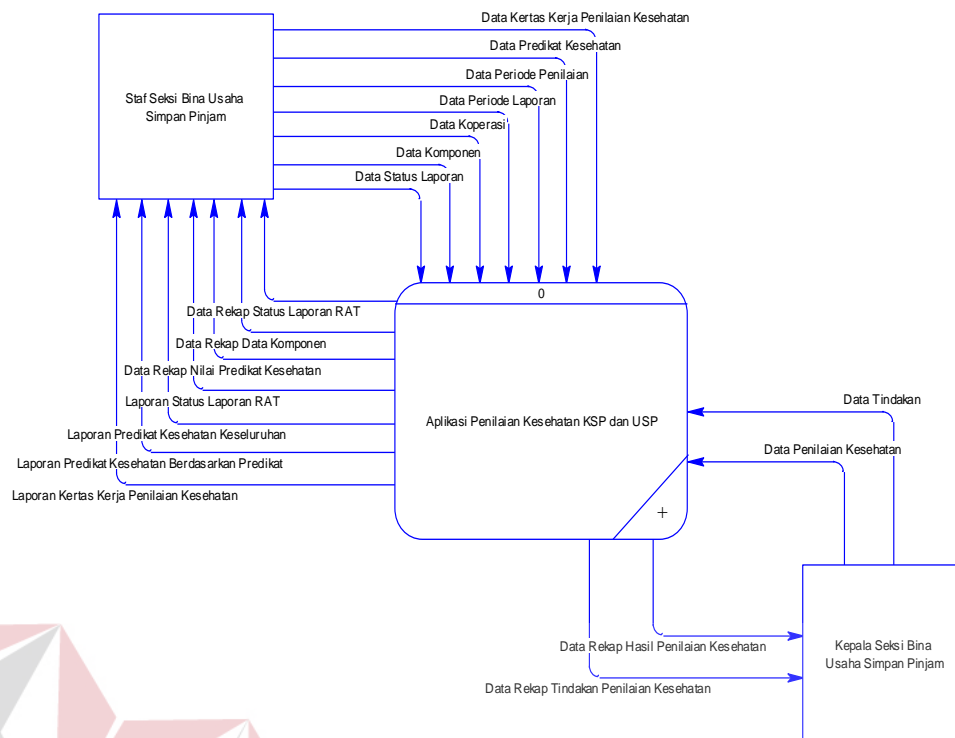 Data Kertas Kerja Penilaian Kesehatan
Data Predikat Kesehatan
Data Periode Penilaian
Data Periode Laporan
Data Koperasi
Data Komponen
Data Status Laporan
Staf Seksi Bina Usaha
Simpan Pinjam
0
Data Rekap Status Laporan RAT
Data Rekap Data Komponen
Data Rekap Nilai Predikat Kesehatan
Laporan Status Laporan RAT
Laporan Predikat Kesehatan Keseluruhan
Laporan Predikat Kesehatan Berdasarkan Predikat
Laporan Kertas Kerja Penilaian Kesehatan
Aplikasi Penilaian Kesehatan KSP dan USP
+
Data Tindakan
Data Penilaian Kesehatan
Data Rekap Hasil Penilaian Kesehatan
Data Rekap Tindakan Penilaian Kesehatan
Kepala Seksi Bina
Usaha Simpan Pinjam